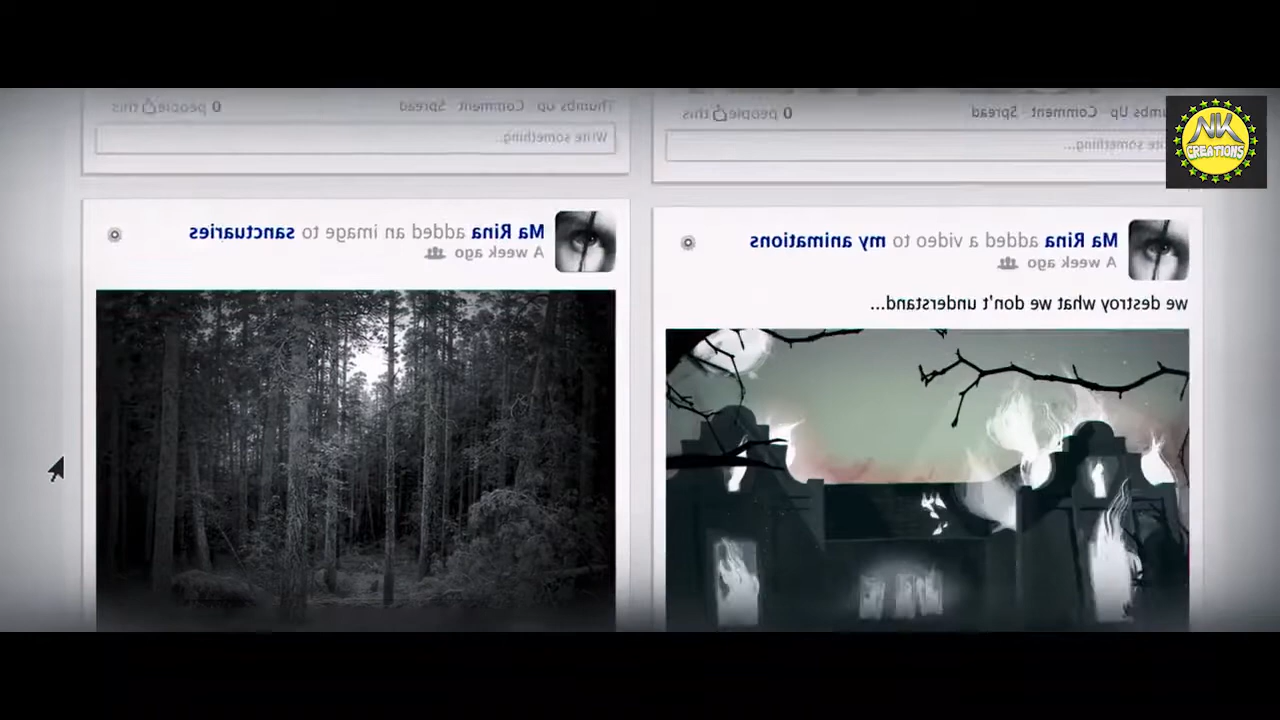 Thumbs up Comment Spread
0 people this
Write something..
Ma Rina added an image to sanctuaries
A week ago
umbs Up Comment Spread
0 people this
ite something...
Ma Rina added a video to my animations
A week ago
we destroy what we don't understand...
NK
CREATIONS